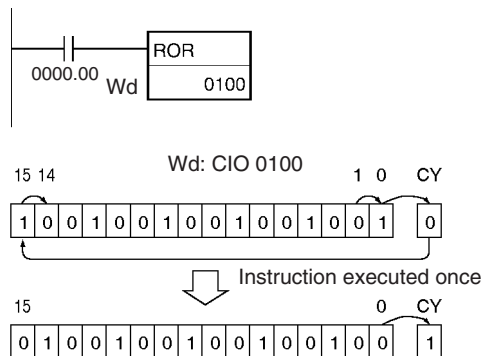 ROR
0000.00
Wd 0100
Wd: CIO 0100
15 14 1 0 CY
1 0 0 1 0 0 1 0 0 1 0 0 1 0 0 1 0
Instruction executed once
15 0 CY
0 1 0 0 1 0 0 1 0 0 1 0 0 1 0 0 1